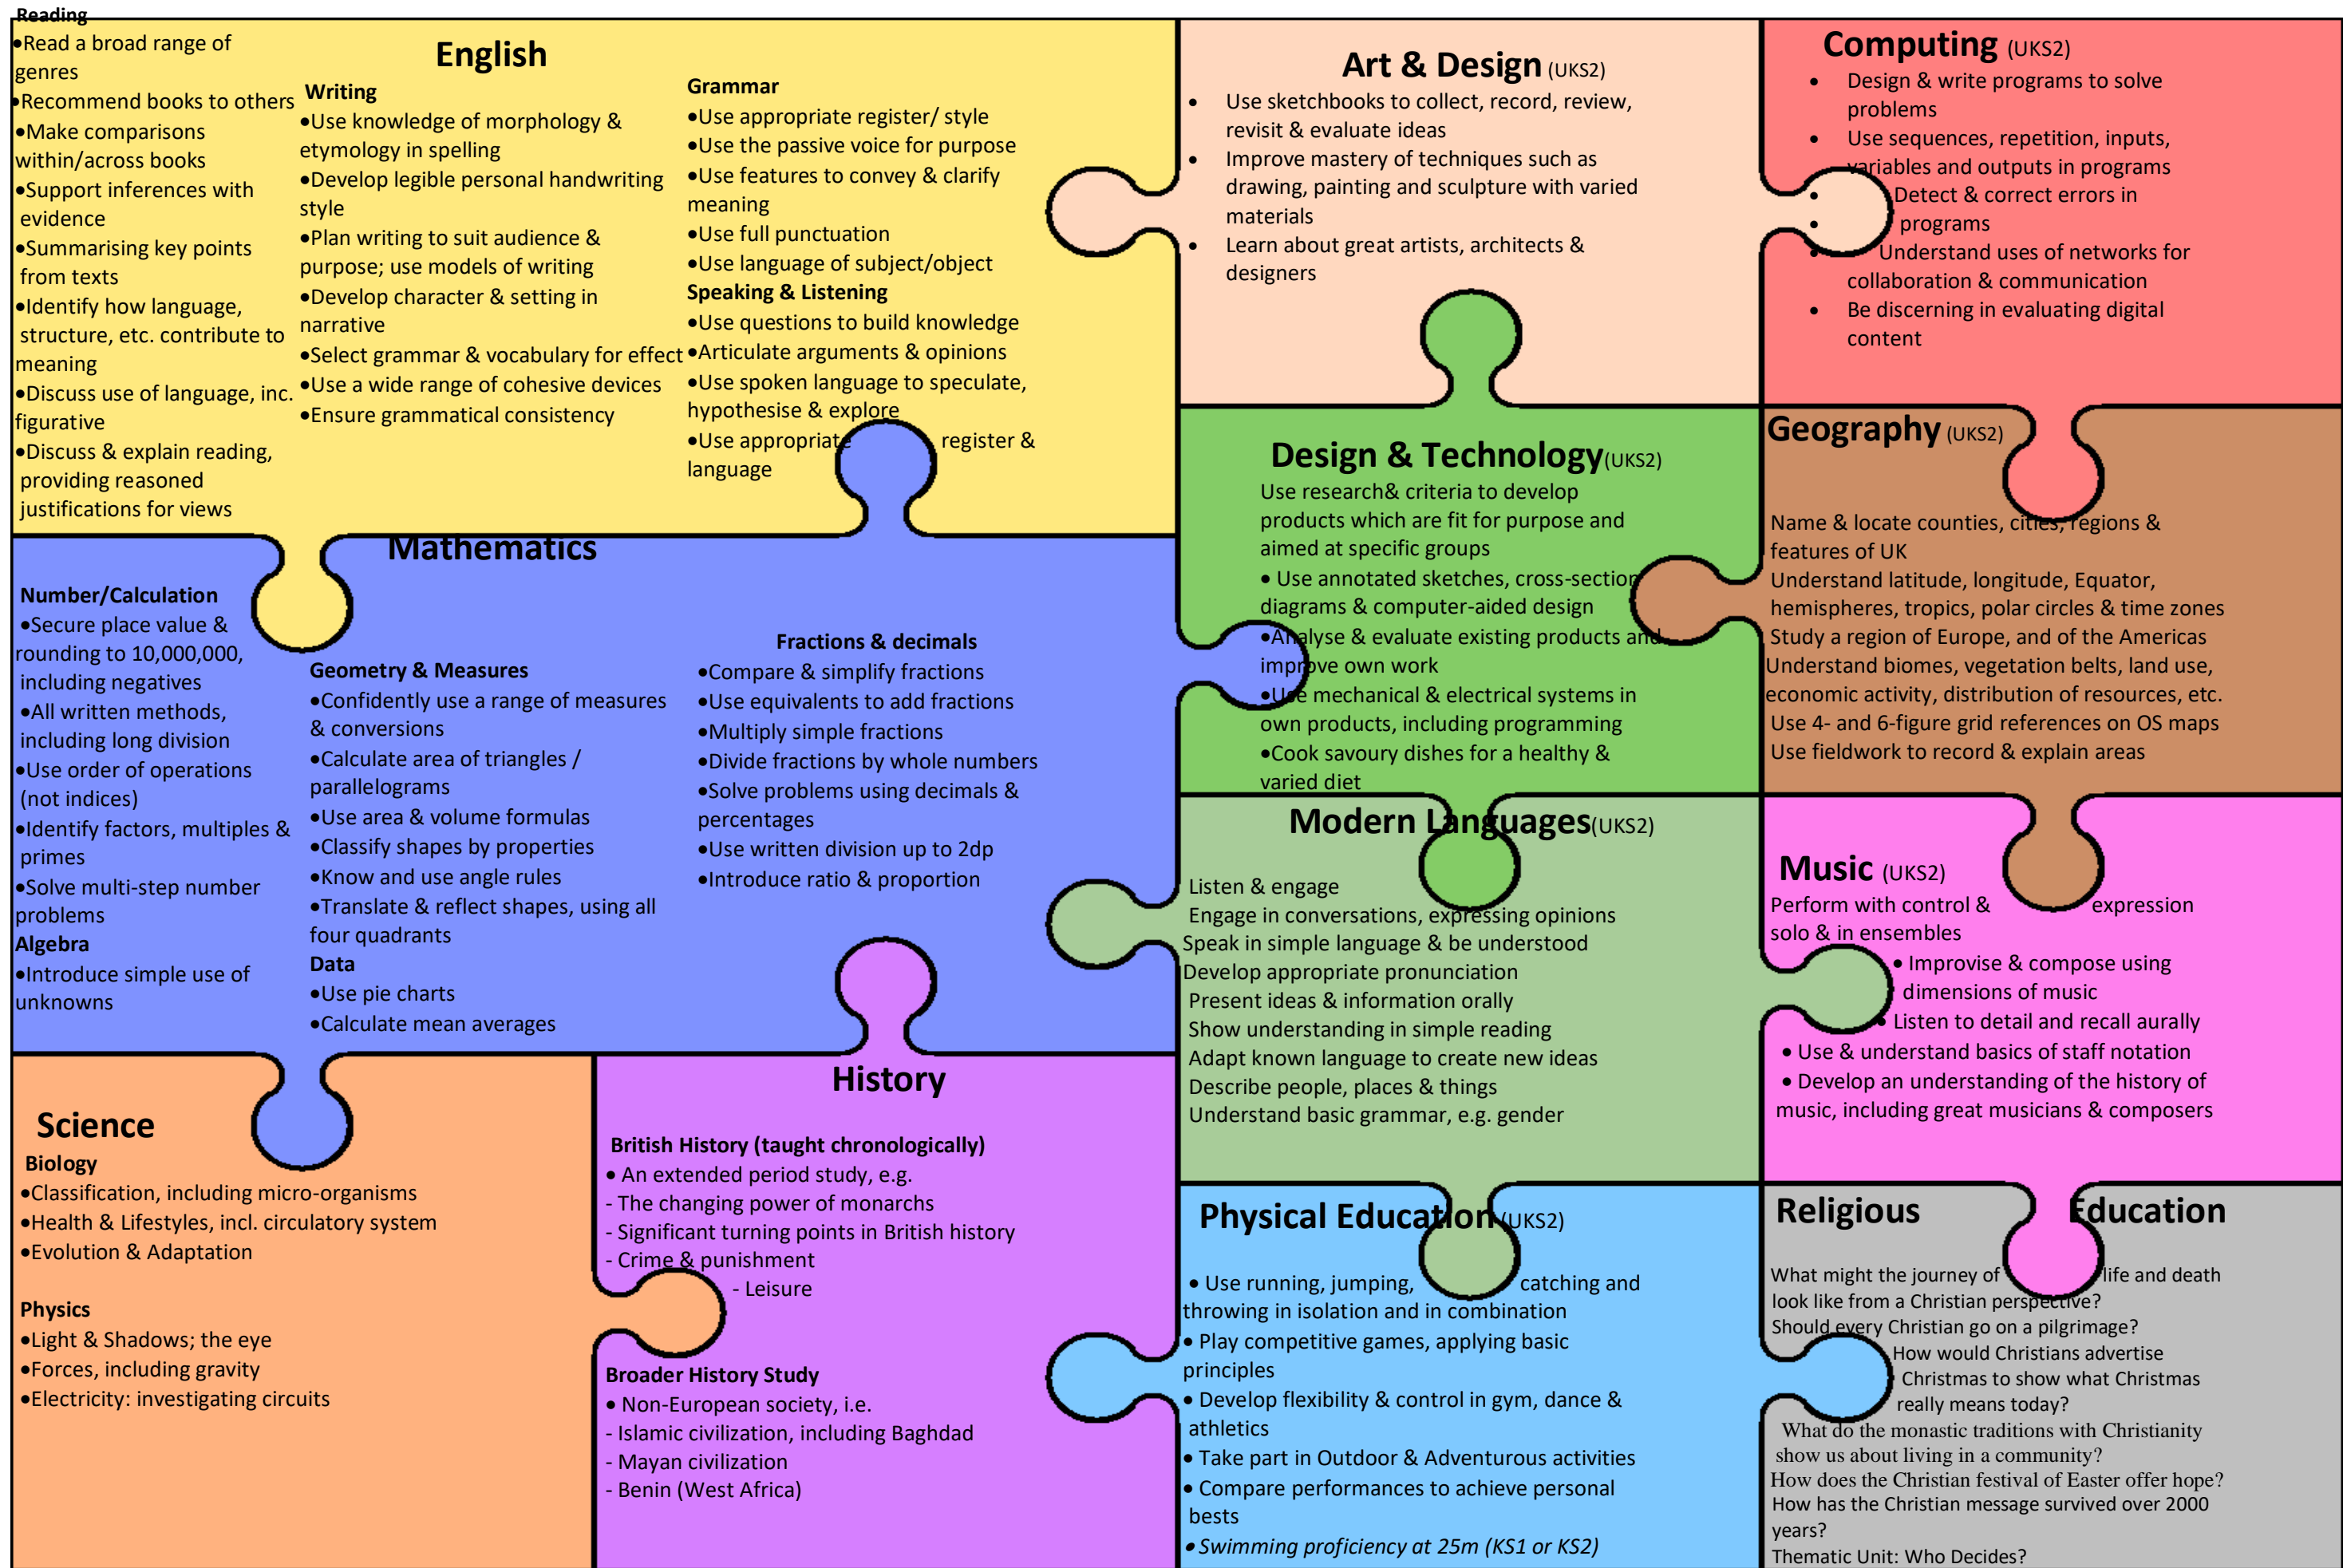 Reading
•Read a broad range of
genres
•Recommend books to others
•Make comparisons
within/across books
•Support inferences with
evidence
•Summarising key points
from texts
•Identify how language,
structure, etc. contribute to
meaning
•Discuss use of language, inc.
figurative
•Discuss & explain reading,
providing reasoned
justifications for views
English
Writing
•Use knowledge of morphology &
etymology in spelling
•Develop legible personal handwriting
style
•Plan writing to suit audience &
purpose; use models of writing
•Develop character & setting in
narrative
•Select grammar & vocabulary for effect
•Use a wide range of cohesive devices
•Ensure grammatical consistency
Grammar
•Use appropriate register/ style
•Use the passive voice for purpose
•Use features to convey & clarify
meaning
•Use full punctuation
•Use language of subject/object
Speaking & Listening
•Use questions to build knowledge
•Articulate arguments & opinions
•Use spoken language to speculate,
hypothesise & explore
•Use appropriate register &
language
Art & Design (UKS2)
• Use sketchbooks to collect, record, review,
revisit & evaluate ideas
• Improve mastery of techniques such as
drawing, painting and sculpture with varied
materials
• Learn about great artists, architects &
designers
Computing (UKS2)
• Design & write programs to solve
problems
• Use sequences, repetition, inputs,
variables and outputs in programs
• Detect & correct errors in
• programs
• Understand uses of networks for
collaboration & communication
• Be discerning in evaluating digital
content
Mathematics
Number/Calculation
•Secure place value &
rounding to 10,000,000,
including negatives
•All written methods,
including long division
•Use order of operations
(not indices)
•Identify factors, multiples &
primes
•Solve multi-step number
problems
Algebra
•Introduce simple use of
unknowns
Geometry & Measures
•Confidently use a range of measures
& conversions
•Calculate area of triangles /
parallelograms
•Use area & volume formulas
•Classify shapes by properties
•Know and use angle rules
•Translate & reflect shapes, using all
four quadrants
Data
•Use pie charts
•Calculate mean averages
Fractions & decimals
•Compare & simplify fractions
•Use equivalents to add fractions
•Multiply simple fractions
•Divide fractions by whole numbers
•Solve problems using decimals &
percentages
•Use written division up to 2dp
•Introduce ratio & proportion
Design & Technology(UKS2)
Use research& criteria to develop
products which are fit for purpose and
aimed at specific groups
• Use annotated sketches, cross-section
diagrams & computer-aided design
•Analyse & evaluate existing products and
improve own work
•Use mechanical & electrical systems in
own products, including programming
•Cook savoury dishes for a healthy &
varied diet
Geography (UKS2)
Name & locate counties, cities, regions &
features of UK
Understand latitude, longitude, Equator,
hemispheres, tropics, polar circles & time zones
Study a region of Europe, and of the Americas
Understand biomes, vegetation belts, land use,
economic activity, distribution of resources, etc.
Use 4- and 6-figure grid references on OS maps
Use fieldwork to record & explain areas
Modern Languages(UKS2)
Listen & engage
Engage in conversations, expressing opinions
Speak in simple language & be understood
Develop appropriate pronunciation
Present ideas & information orally
Show understanding in simple reading
Adapt known language to create new ideas
Describe people, places & things
Understand basic grammar, e.g. gender
Music (UKS2)
Perform with control & expression
solo & in ensembles
• Improvise & compose using
dimensions of music
• Listen to detail and recall aurally
• Use & understand basics of staff notation
• Develop an understanding of the history of
music, including great musicians & composers
Science
Biology
•Classification, including micro-organisms
•Health & Lifestyles, incl. circulatory system
•Evolution & Adaptation
Physics
•Light & Shadows; the eye
•Forces, including gravity
•Electricity: investigating circuits
History
British History (taught chronologically)
• An extended period study, e.g.
- The changing power of monarchs
- Significant turning points in British history
- Crime & punishment
- Leisure
Broader History Study
• Non-European society, i.e.
- Islamic civilization, including Baghdad
- Mayan civilization
- Benin (West Africa)
Physical Education (UKS2)
• Use running, jumping, catching and
throwing in isolation and in combination
• Play competitive games, applying basic
principles
• Develop flexibility & control in gym, dance &
athletics
• Take part in Outdoor & Adventurous activities
• Compare performances to achieve personal
bests
• Swimming proficiency at 25m (KS1 or KS2)
Religious Education
What might the journey of life and death
look like from a Christian perspective?
Should every Christian go on a pilgrimage?
How would Christians advertise
Christmas to show what Christmas
really means today?
What do the monastic traditions with Christianity
show us about living in a community?
How does the Christian festival of Easter offer hope?
How has the Christian message survived over 2000
years?
Thematic Unit: Who Decides?